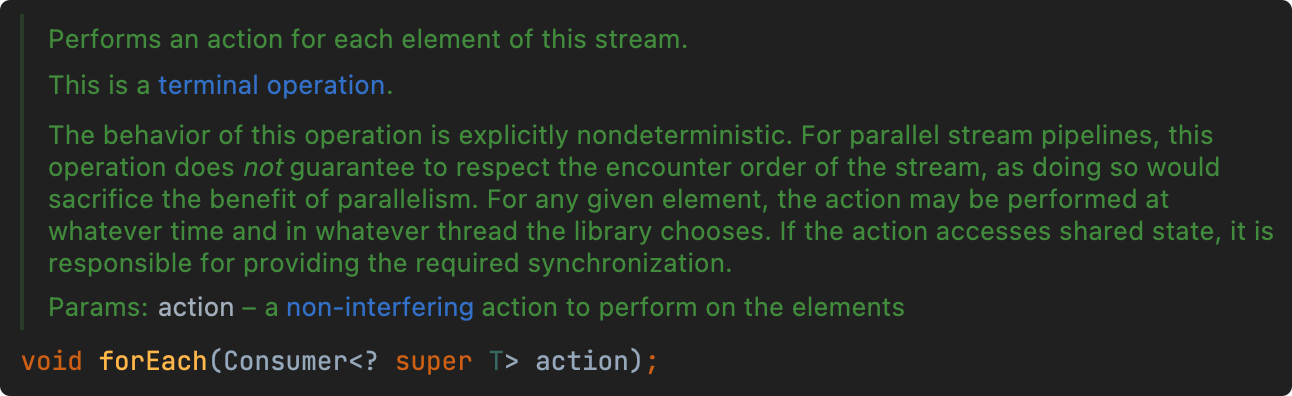 Performs an action for each element of this stream.
This is a terminal operation.
The behavior of this operation is explicitly nondeterministic. For parallel stream pipelines, this
operation does not guarantee to respect the encounter order of the stream, as doing so would
sacrifice the benefit of parallelism. For any given element, the action may be performed at
whatever time and in whatever thread the library chooses. If the action accesses shared state, it is
responsible for providing the required synchronization.
Params: action – a non-interfering action to perform on the elements
void forEach(Consumer<? super T> action);